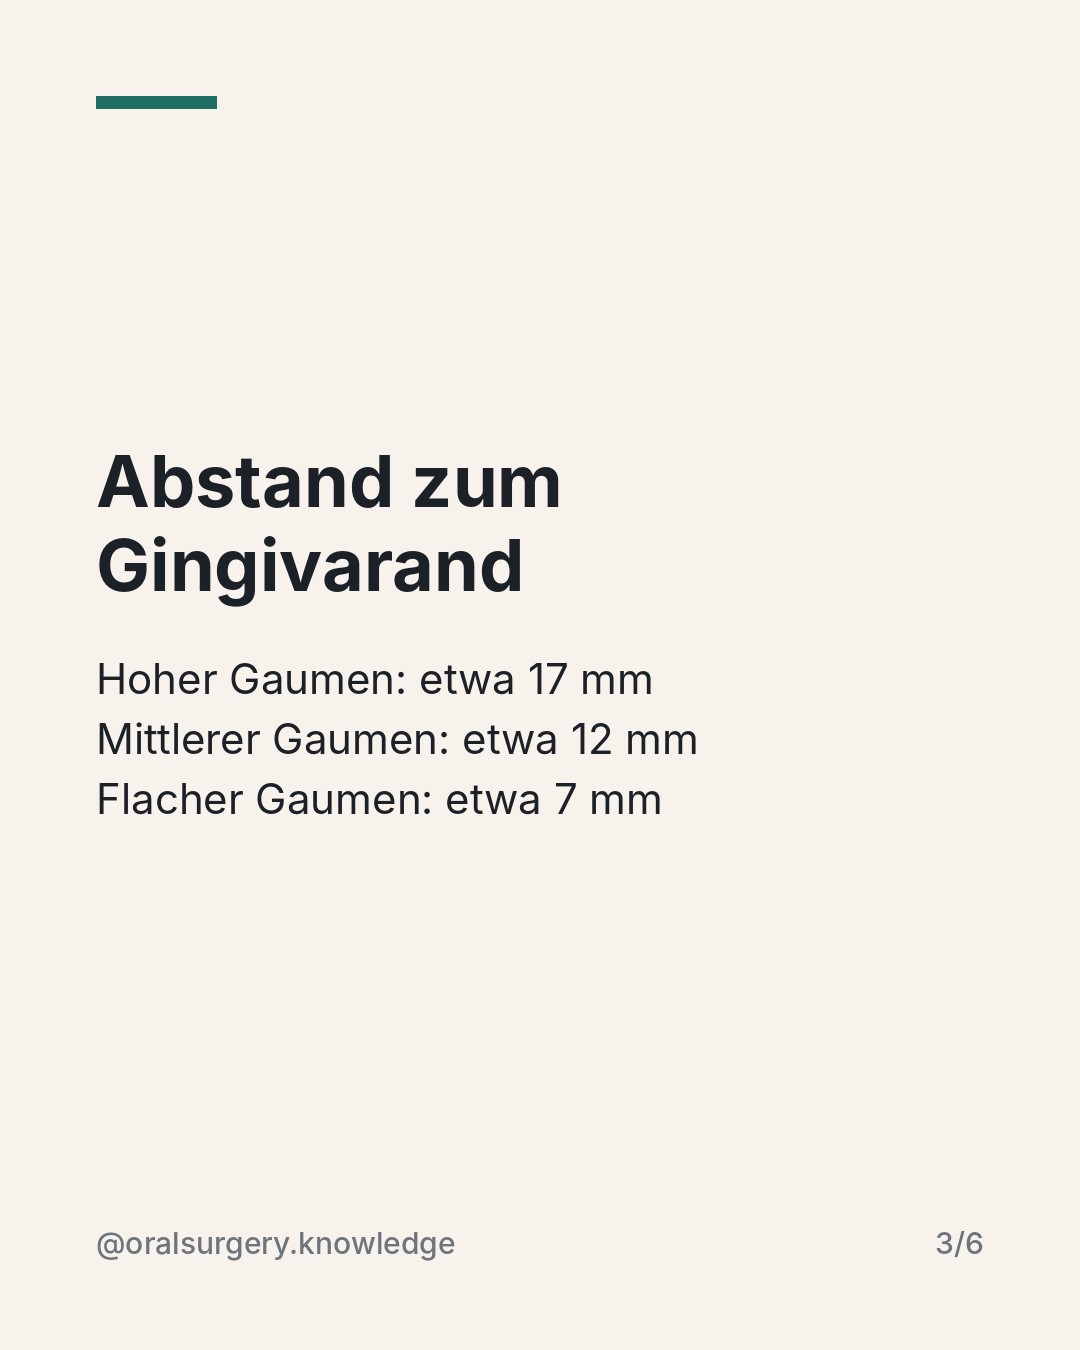 Abstand zum
Gingivarand
Hoher Gaumen: etwa 17 mm
Mittlerer Gaumen: etwa 12 mm
Flacher Gaumen: etwa 7 mm
@oralsurgery.knowledge
3/6